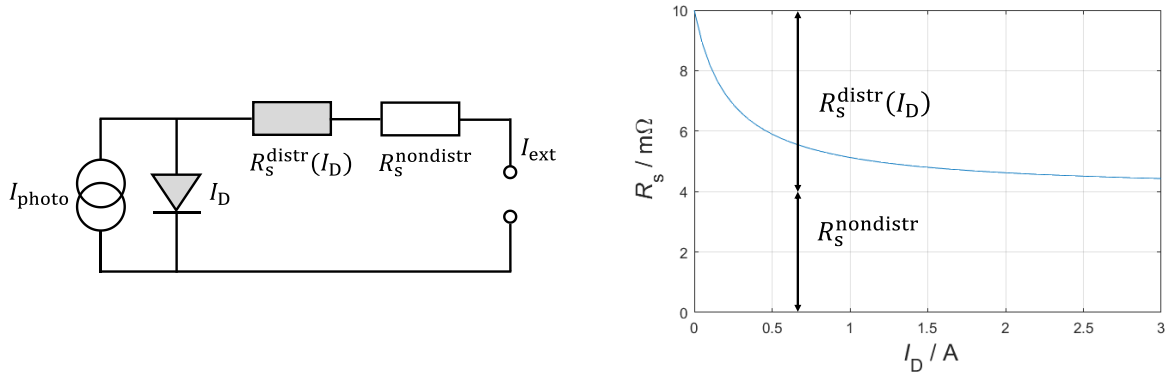 I_photo
I_D
R_s^distr(I_D)
R_s^nondistr
I_ext
R_s / mΩ
10
8
6
4
2
0
R_s^distr(I_D)
R_s^nondistr
0 0.5 1 1.5 2 2.5 3
I_D / A